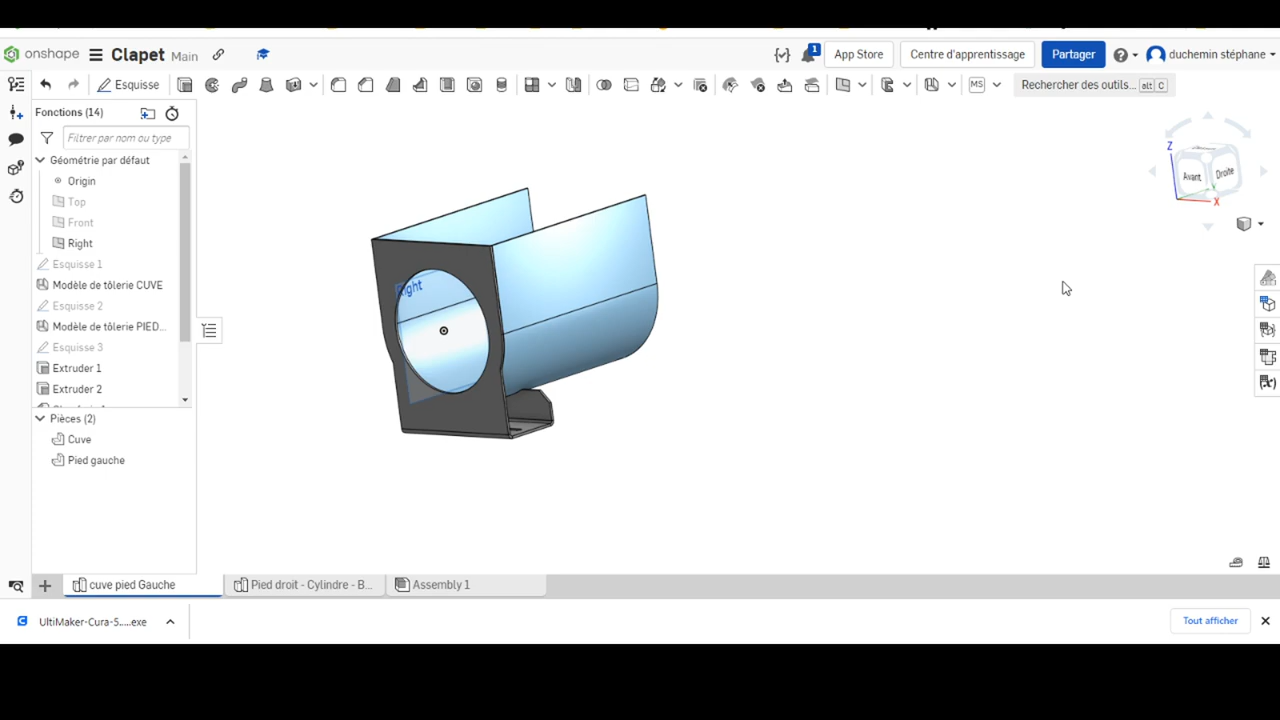 onshape
Clapet Main
1
App Store
Centre d'apprentissage
Partager
duchemin stéphane
Esquisse
MS
Rechercher des outils... alt C
Fonctions (14)
Filtrer par nom ou type
Géométrie par défaut
Origin
Top
Front
Right
Esquisse 1
Modèle de tôlerie CUVE
Esquisse 2
Modèle de tôlerie PIED...
Esquisse 3
Extruder 1
Extruder 2
Pièces (2)
Cuve
Pied gauche
Right
Z
Avant
Droite
X
cuve pied Gauche
Pied droit - Cylindre - B...
Assembly 1
UltiMaker-Cura-5.....exe
Tout afficher